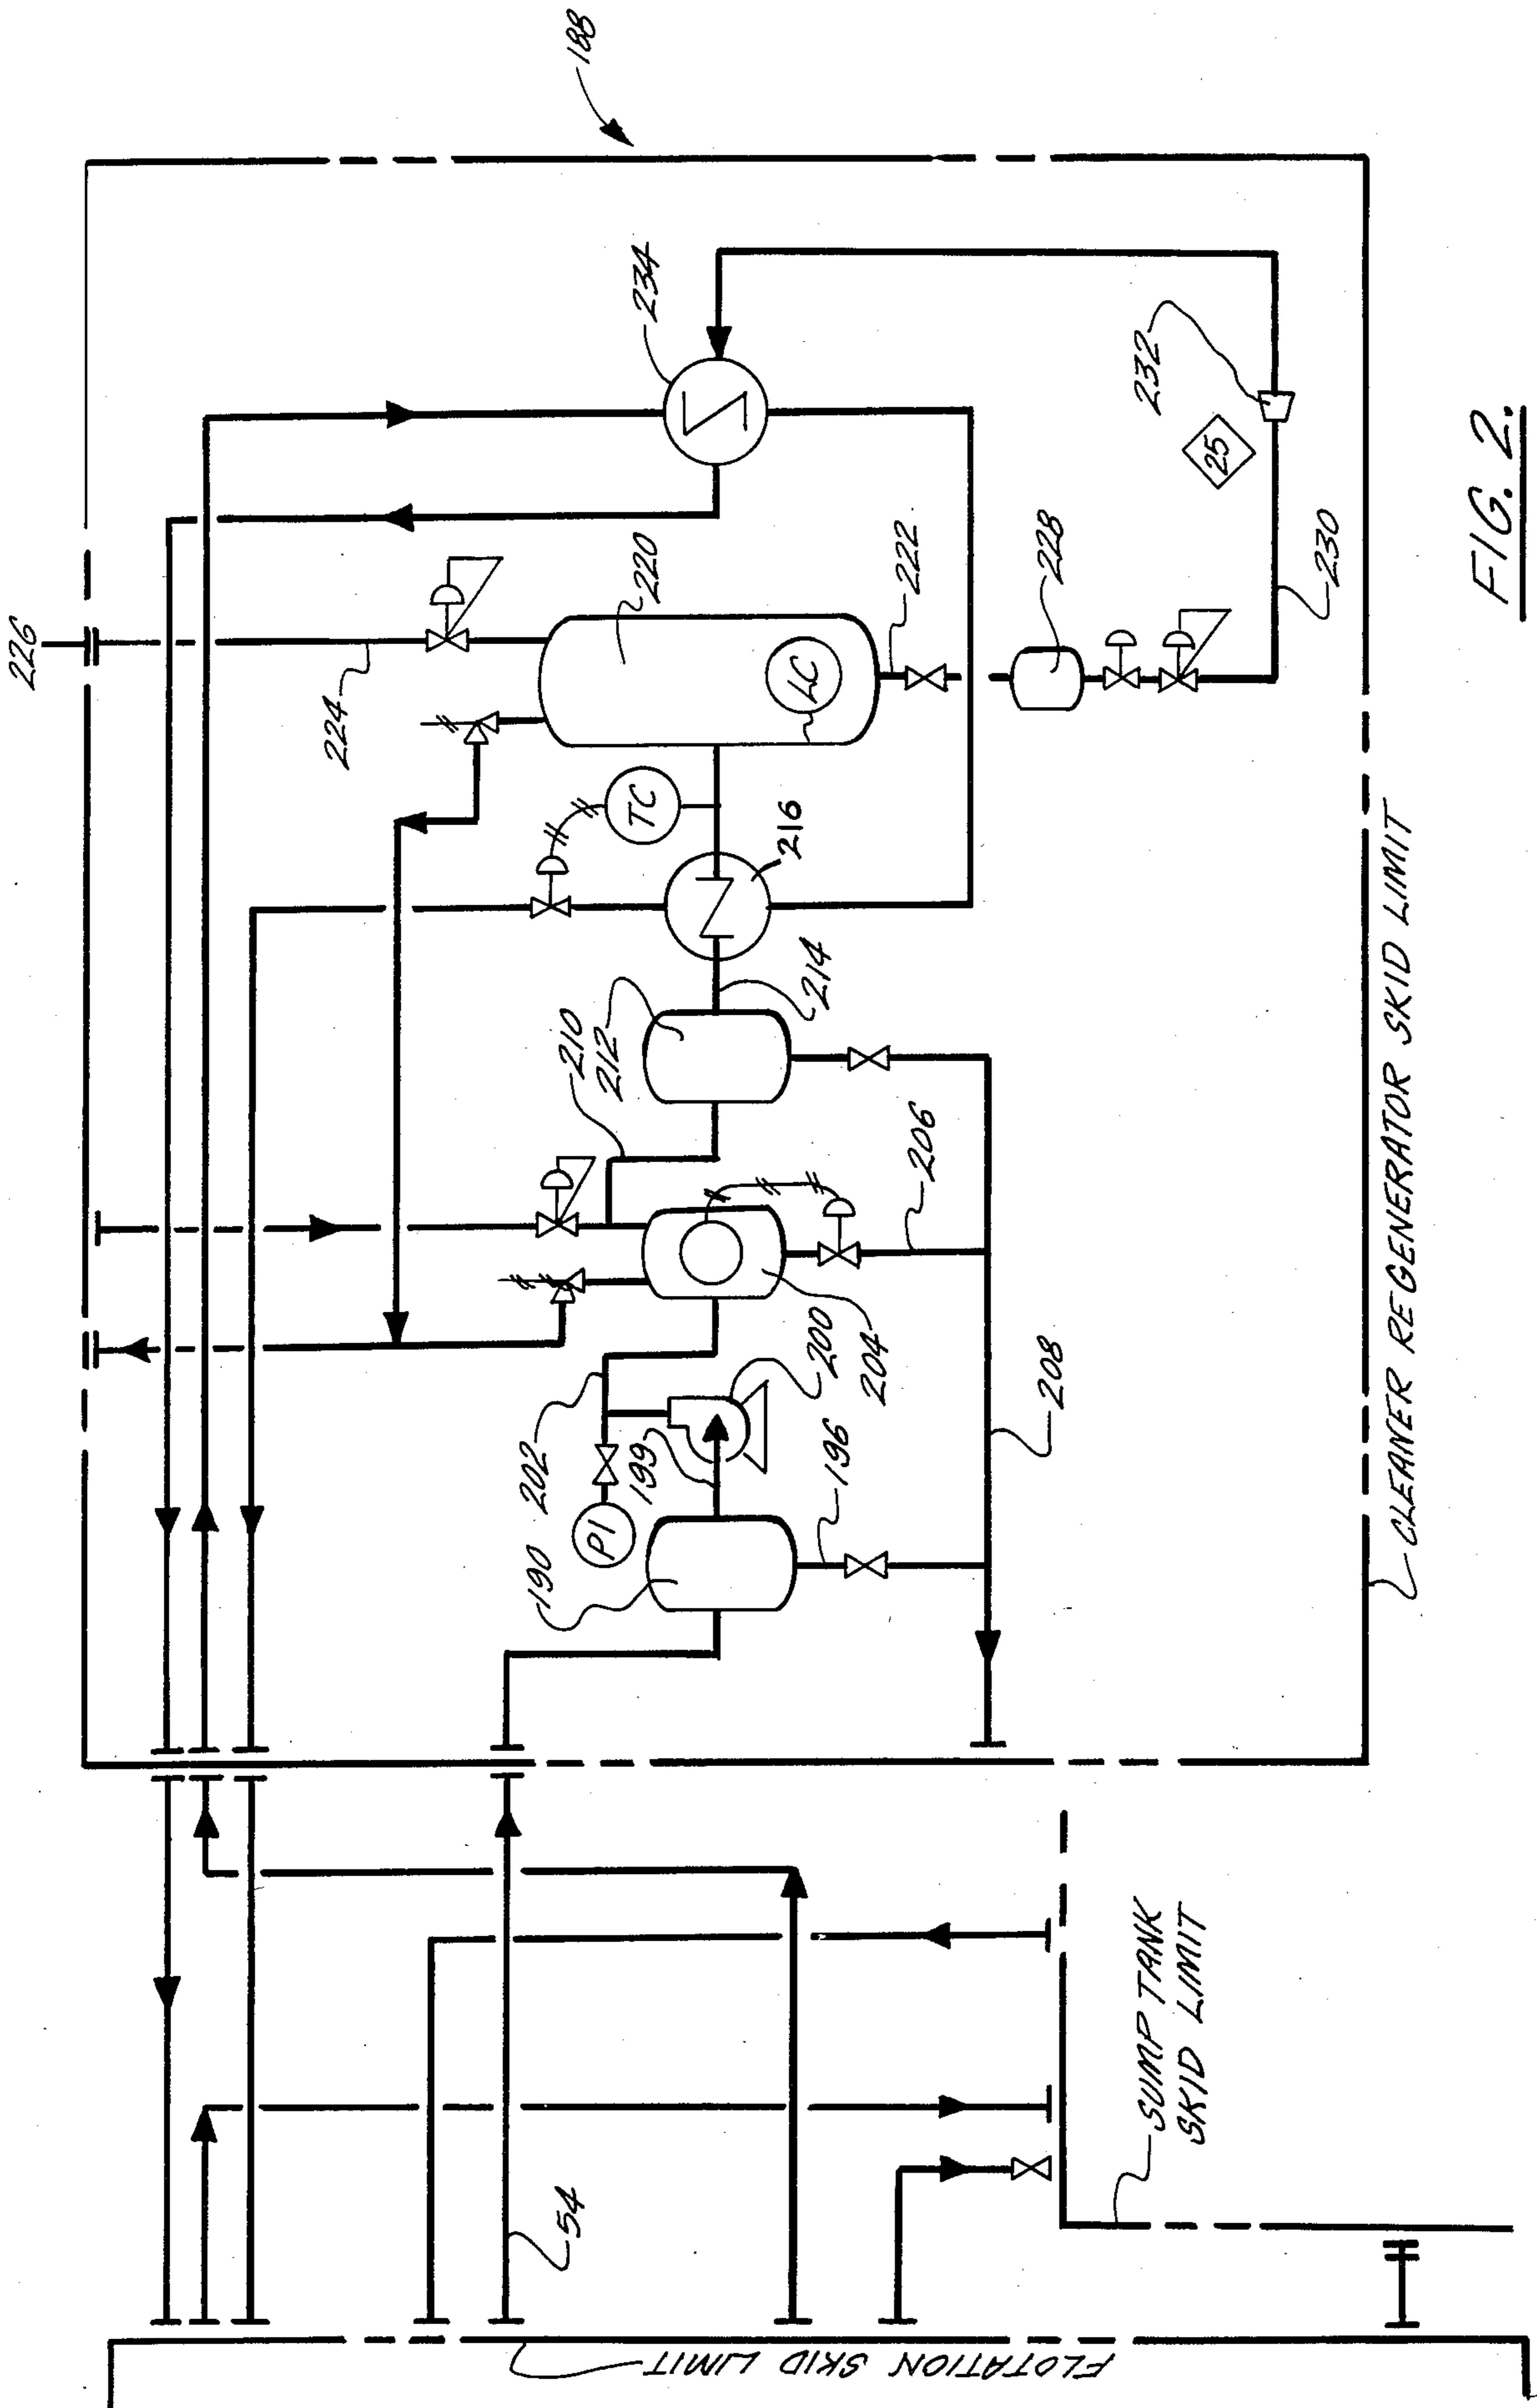 188
226
234
232
25
220
224
222
228
230
LC
TC
216
214
210
212
206
200
204
202
199
208
190
PI
196
CLEANER REGENERATOR SKID LIMIT
54
SUMP TANK
SKID LIMIT
FLOTATION SKID LIMIT
FIG. 2.